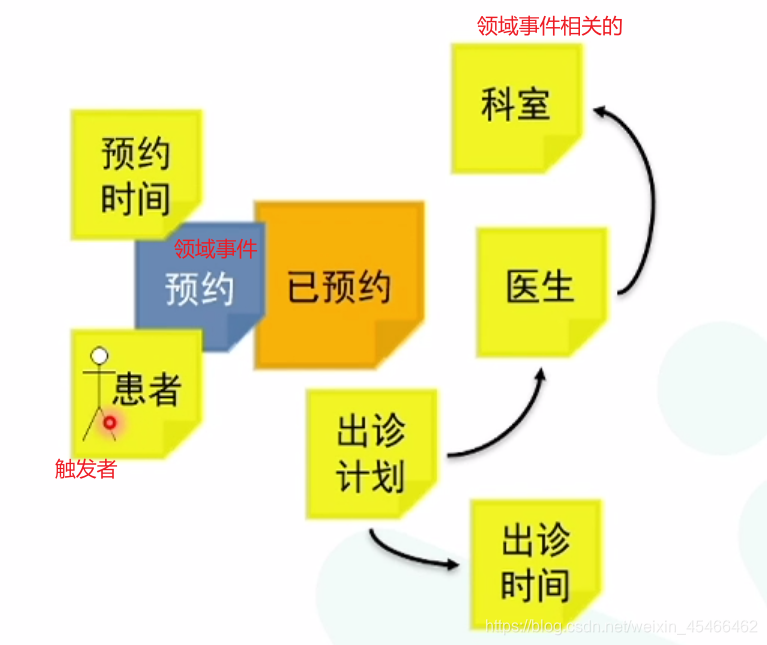 领域事件相关的
科室
预约
时间
领域事件
预约
已预约
医生
患者
触发者
出诊
计划
出诊
时间
https://blog.csdn.net/weixin_45466462